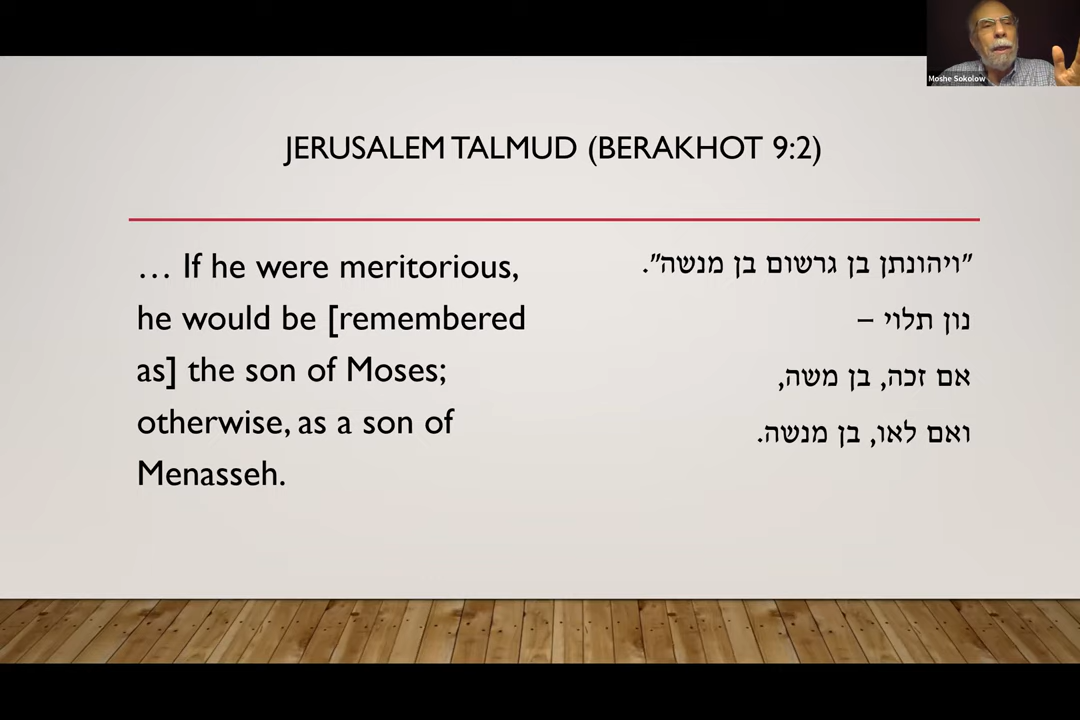 Moshe Sokolow
JERUSALEM TALMUD (BERAKHOT 9:2)
… If he were meritorious,
he would be [remembered
as] the son of Moses;
otherwise, as a son of
Menasseh.
"ויהונתן בן גרשום בן מנשה".
נון תלוי –
אם זכה, בן משה,
ואם לאו, בן מנשה.